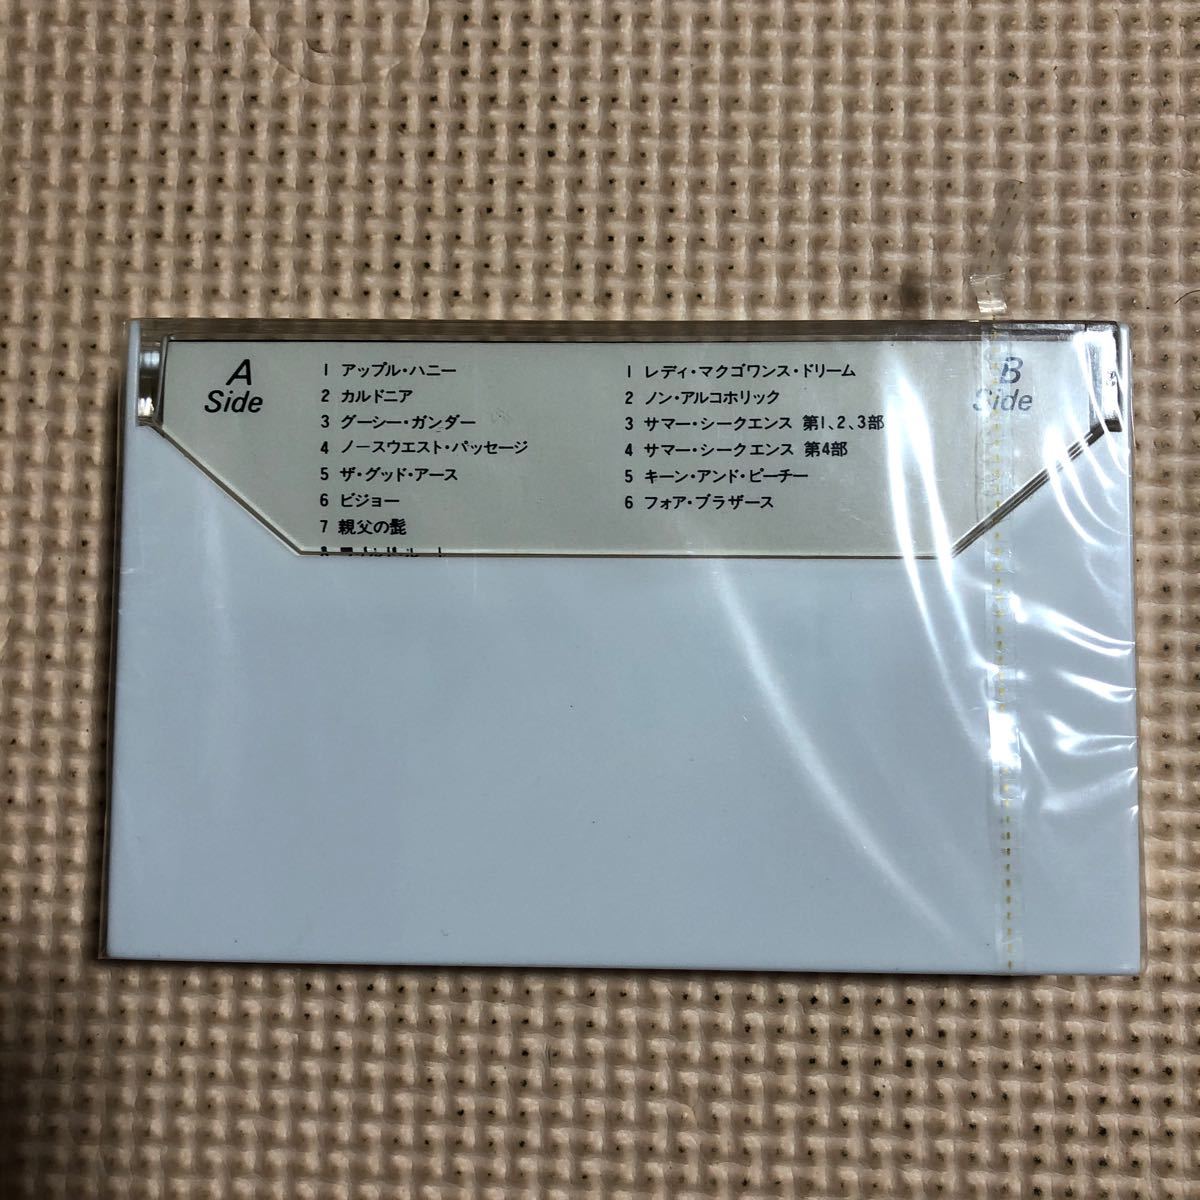 A
Side
1 アップル・ハニー
2 カルドニア
3 グーシー・ガンダー
4 ノースウエスト・パッセージ
5 ザ・グッド・アース
6 ビジョー
7 親父の髭
1 レディ・マクゴワンス・ドリーム
2 ノン・アルコホリック
3 サマー・シークエンス 第1、2、3部
4 サマー・シークエンス 第4部
5 キーン・アンド・ピーチー
6 フォア・ブラザース
B
Side